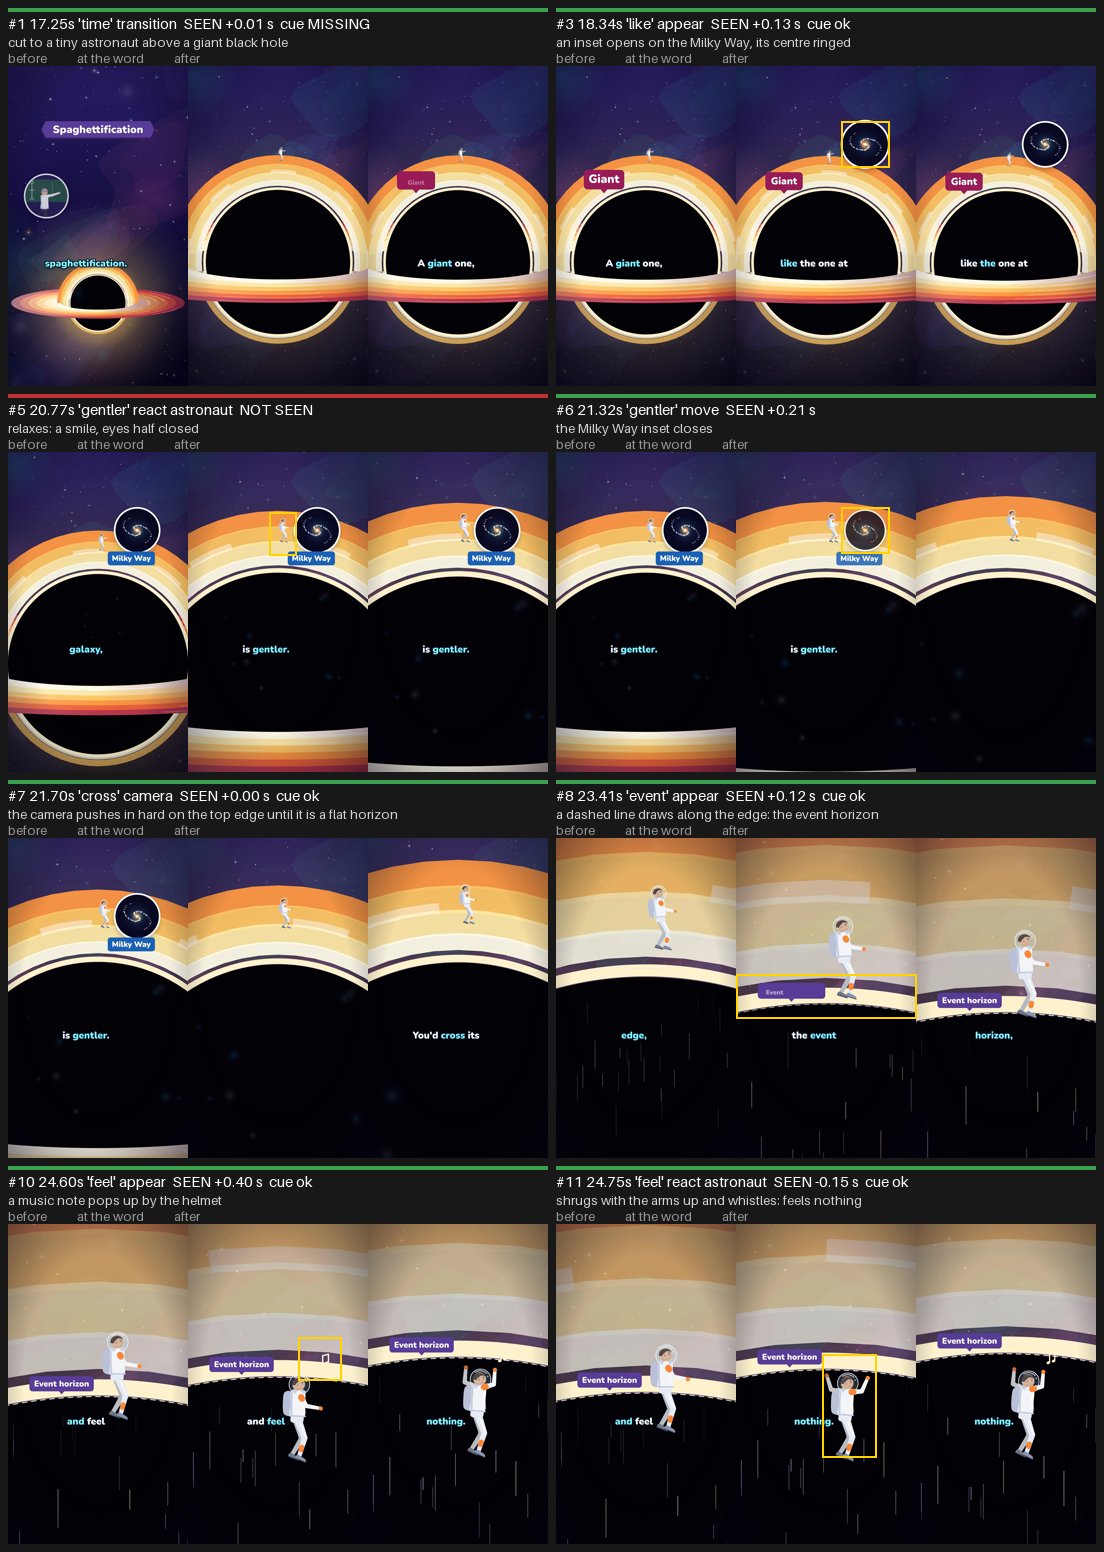 #1 17.25s 'time' transition  SEEN +0.01 s  cue MISSING
cut to a tiny astronaut above a giant black hole
before at the word after
Spaghettification
spaghettification.
Giant
A giant one,
#3 18.34s 'like' appear  SEEN +0.13 s  cue ok
an inset opens on the Milky Way, its centre ringed
before at the word after
Giant
A giant one,
Giant
like the one at
Giant
like the one at
#5 20.77s 'gentler' react astronaut  NOT SEEN
relaxes: a smile, eyes half closed
before at the word after
Milky Way
galaxy,
Milky Way
is gentler.
Milky Way
is gentler.
#6 21.32s 'gentler' move  SEEN +0.21 s
the Milky Way inset closes
before at the word after
Milky Way
is gentler.
Milky Way
is gentler.
#7 21.70s 'cross' camera  SEEN +0.00 s  cue ok
the camera pushes in hard on the top edge until it is a flat horizon
before at the word after
Milky Way
is gentler.
You'd cross its
#8 23.41s 'event' appear  SEEN +0.12 s  cue ok
a dashed line draws along the edge: the event horizon
before at the word after
edge,
Event
the event
Event horizon
horizon,
#10 24.60s 'feel' appear  SEEN +0.40 s  cue ok
a music note pops up by the helmet
before at the word after
Event horizon
and feel
Event horizon
and feel
Event horizon
nothing.
#11 24.75s 'feel' react astronaut  SEEN -0.15 s  cue ok
shrugs with the arms up and whistles: feels nothing
before at the word after
Event horizon
and feel
Event horizon
nothing.
Event horizon
nothing.